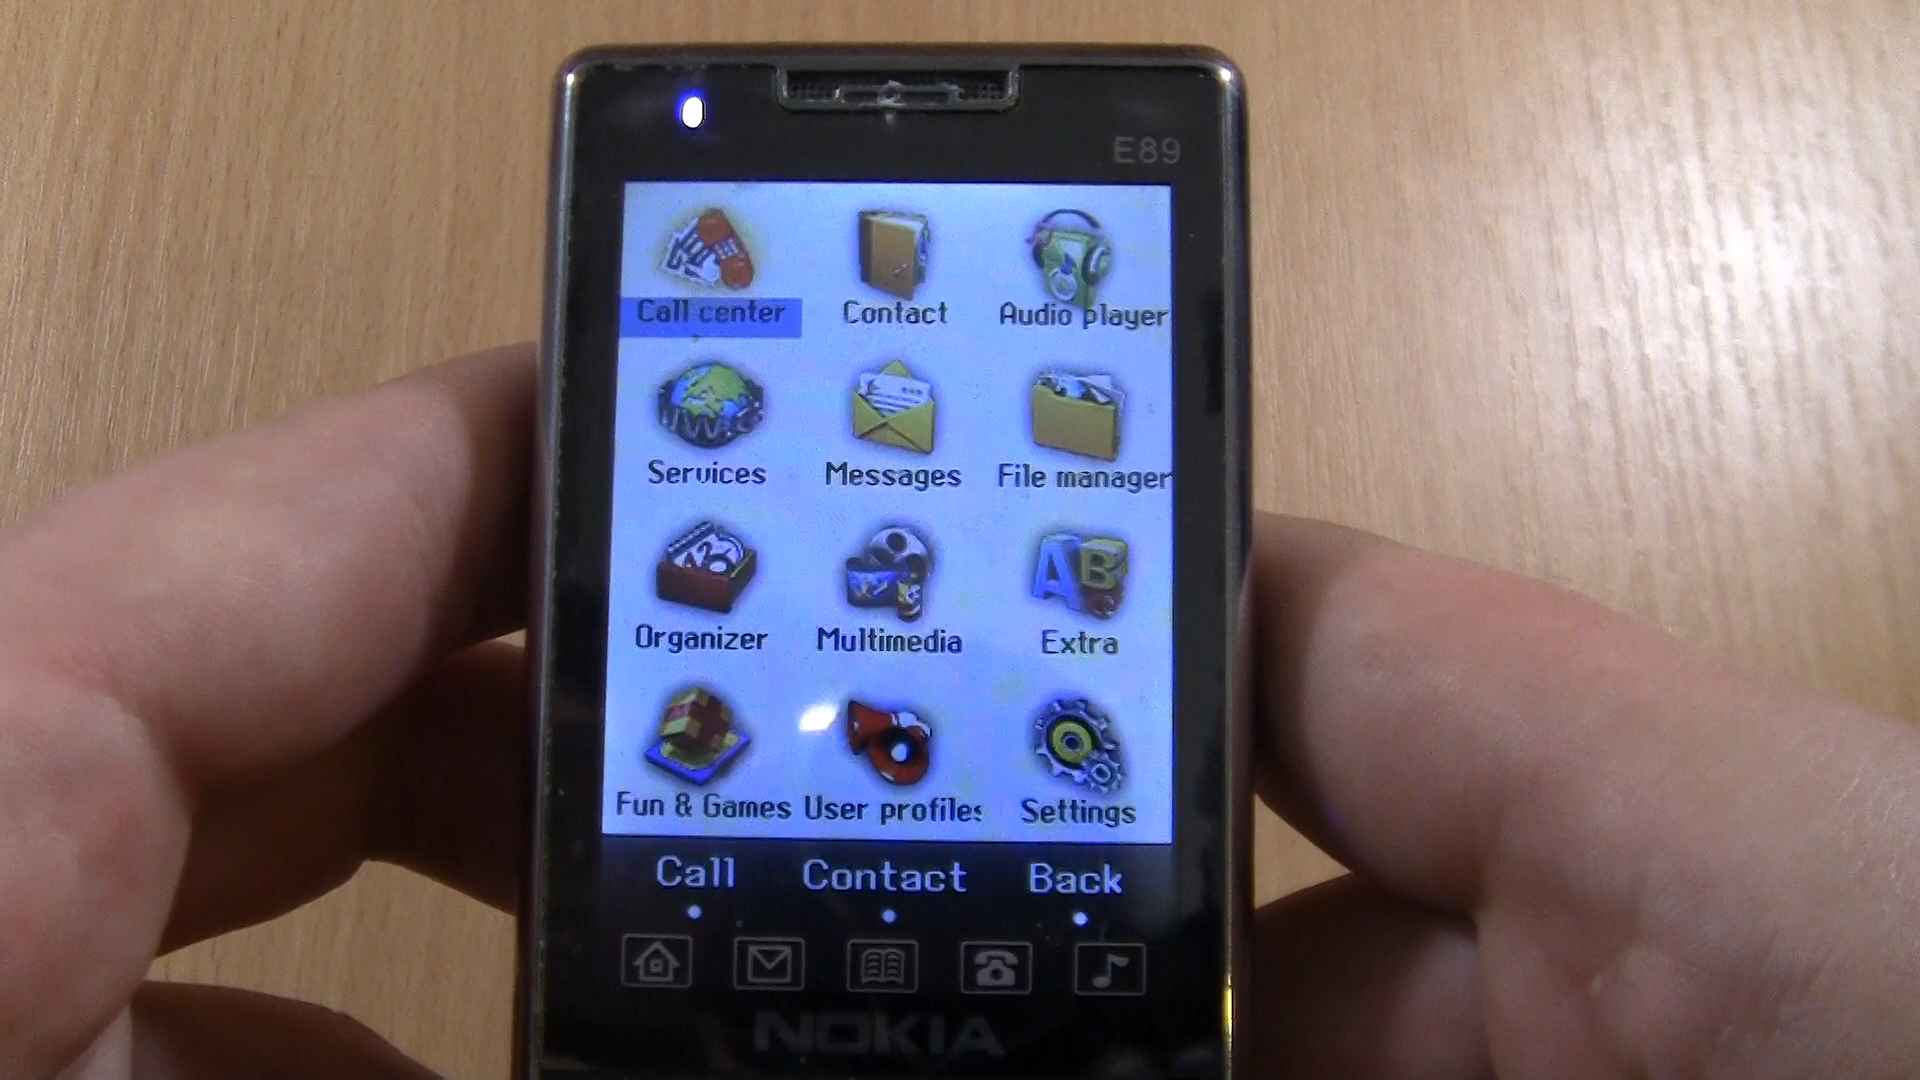 E89
Call center
Contact
Audio player
Services
Messages
File manager
Organizer
Multimedia
Extra
Fun & Games
User profiles
Settings
Call
Contact
Back
NOKIA